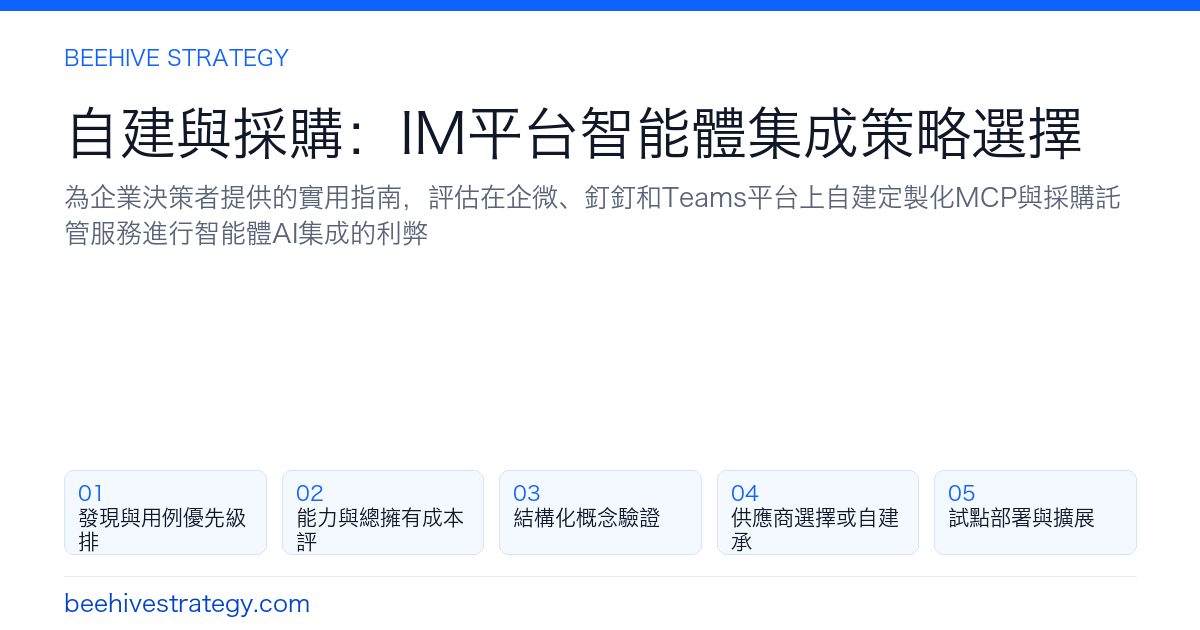 BEEHIVE STRATEGY
自建與採購：IM平台智能體集成策略選擇
為企業決策者提供的實用指南，評估在企微、釘釘和Teams平台上自建定製化MCP與採購託
管服務進行智能體AI集成的利弊
01
發現與用例優先級
排
02
能力與總擁有成本
評
03
結構化概念驗證
04
供應商選擇或自建
承
05
試點部署與擴展
beehivestrategy.com